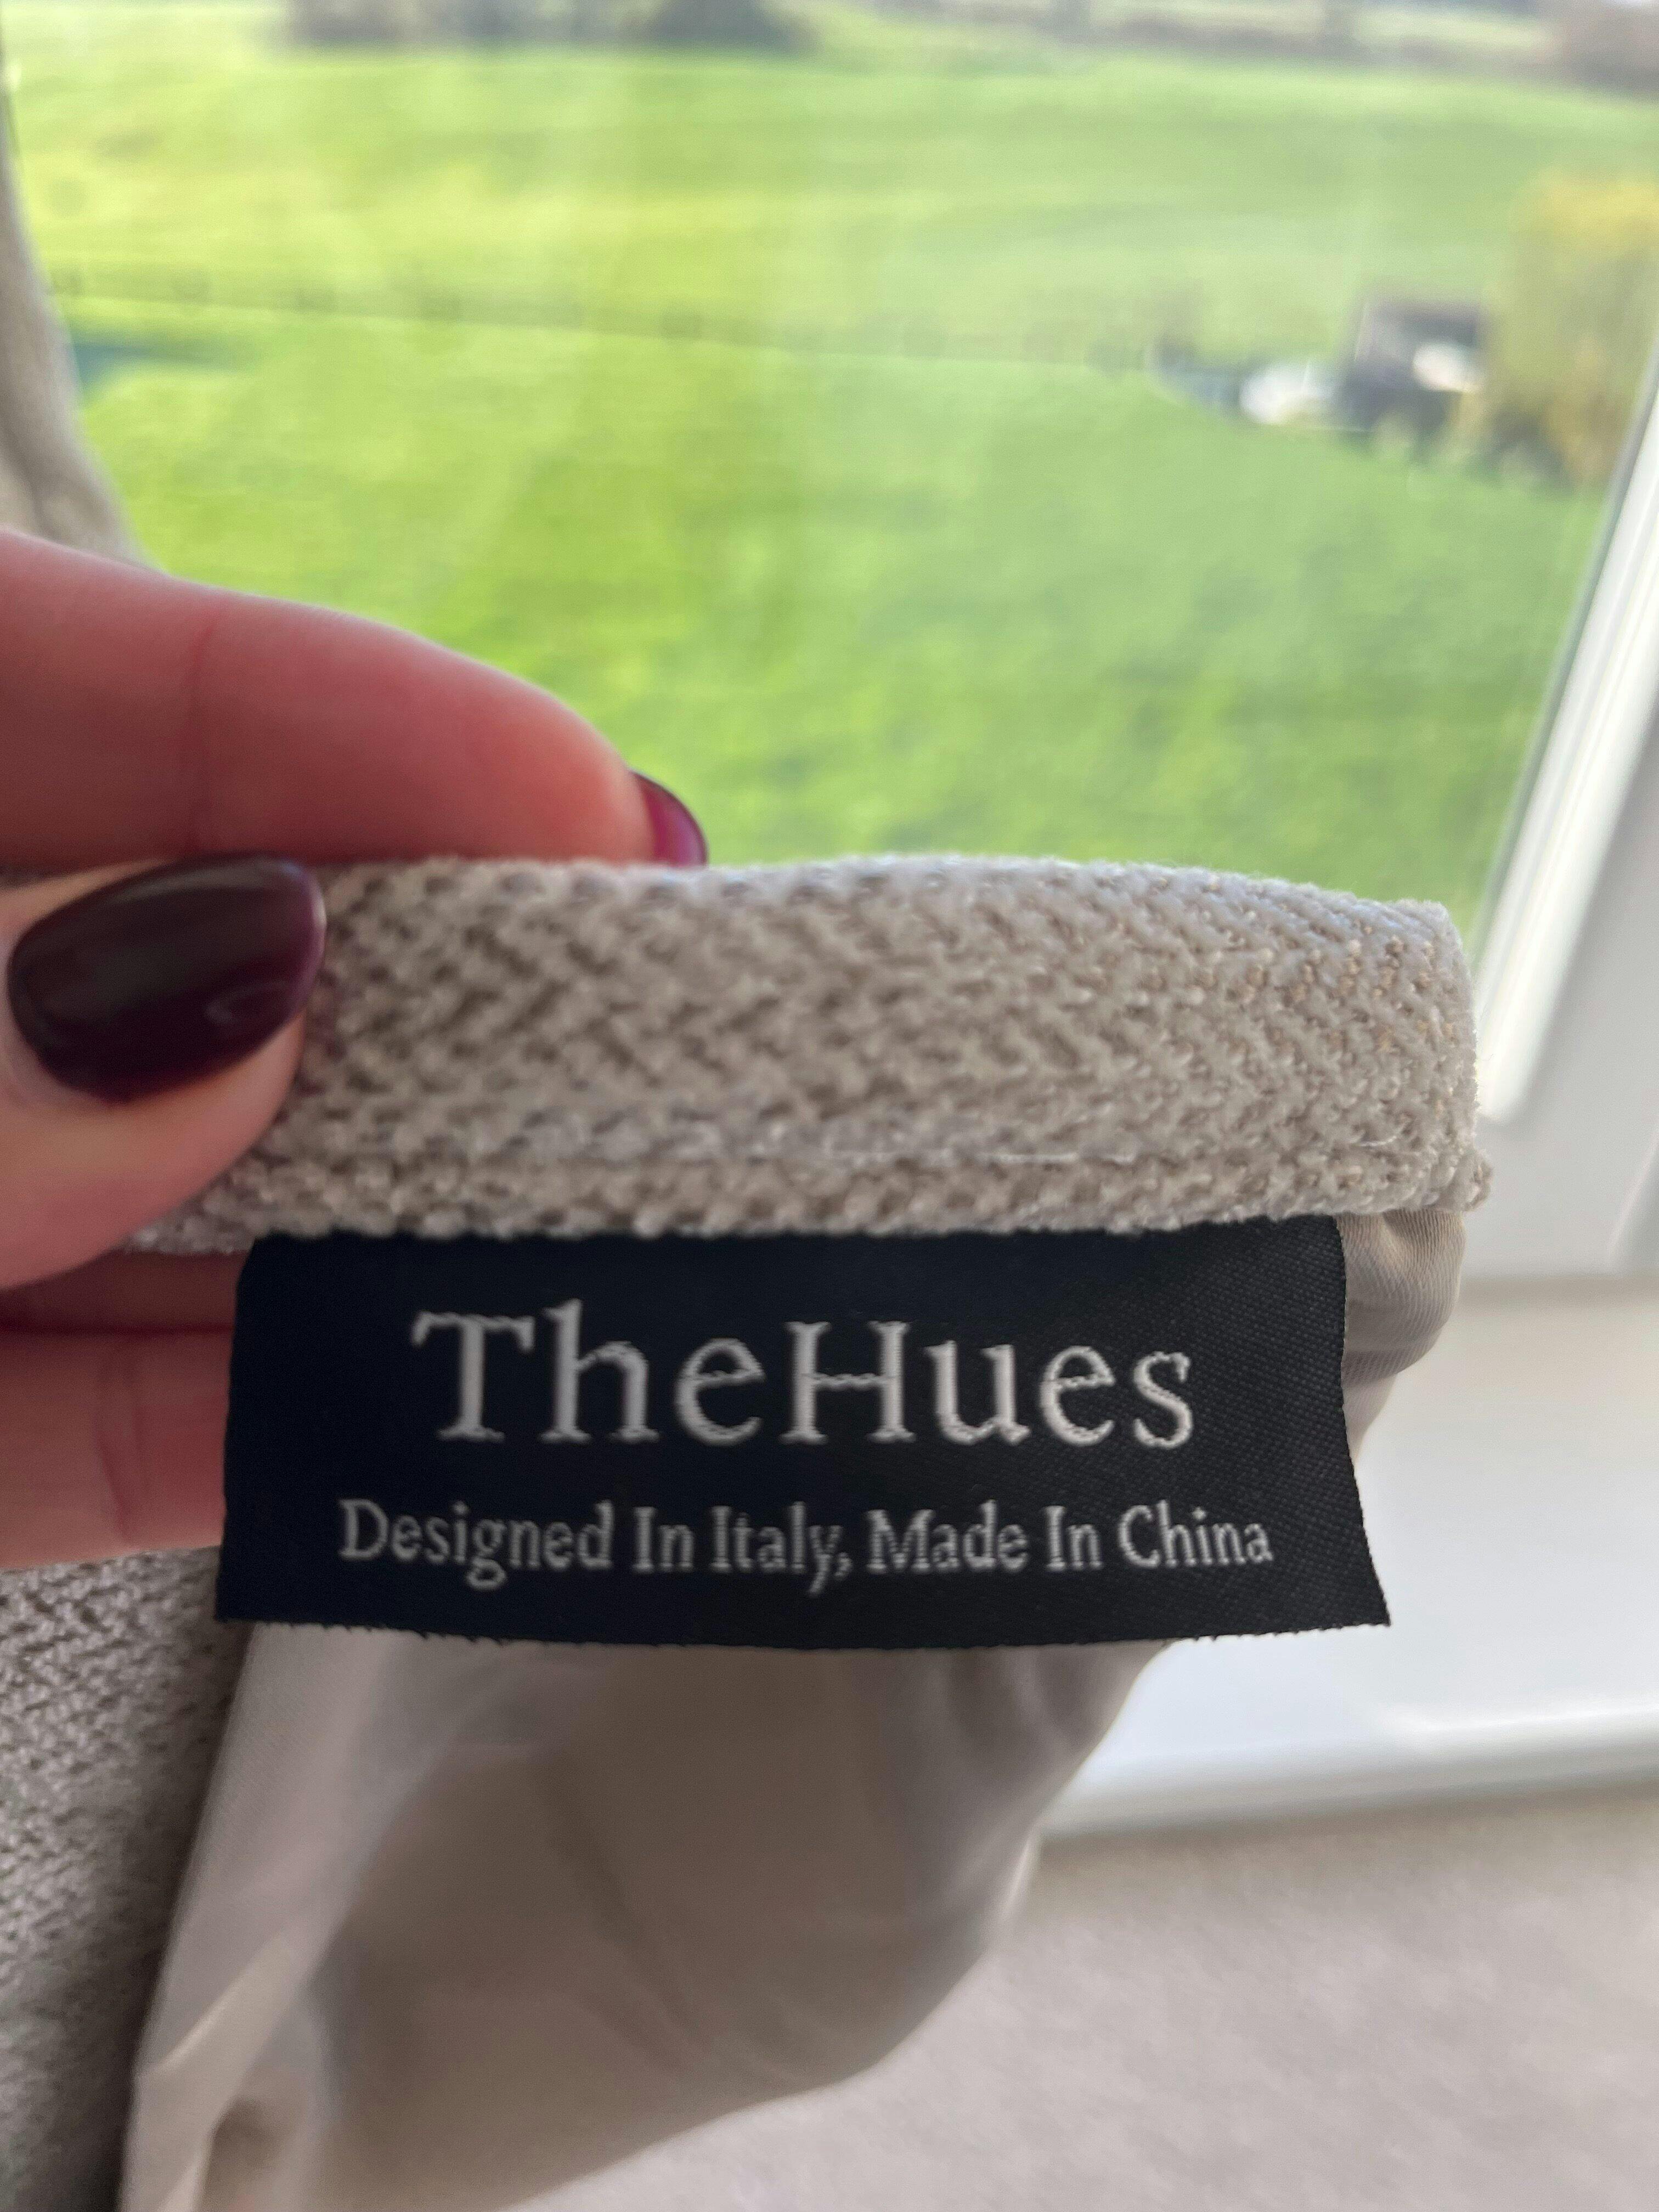 TheHues
Designed In Italy, Made In China